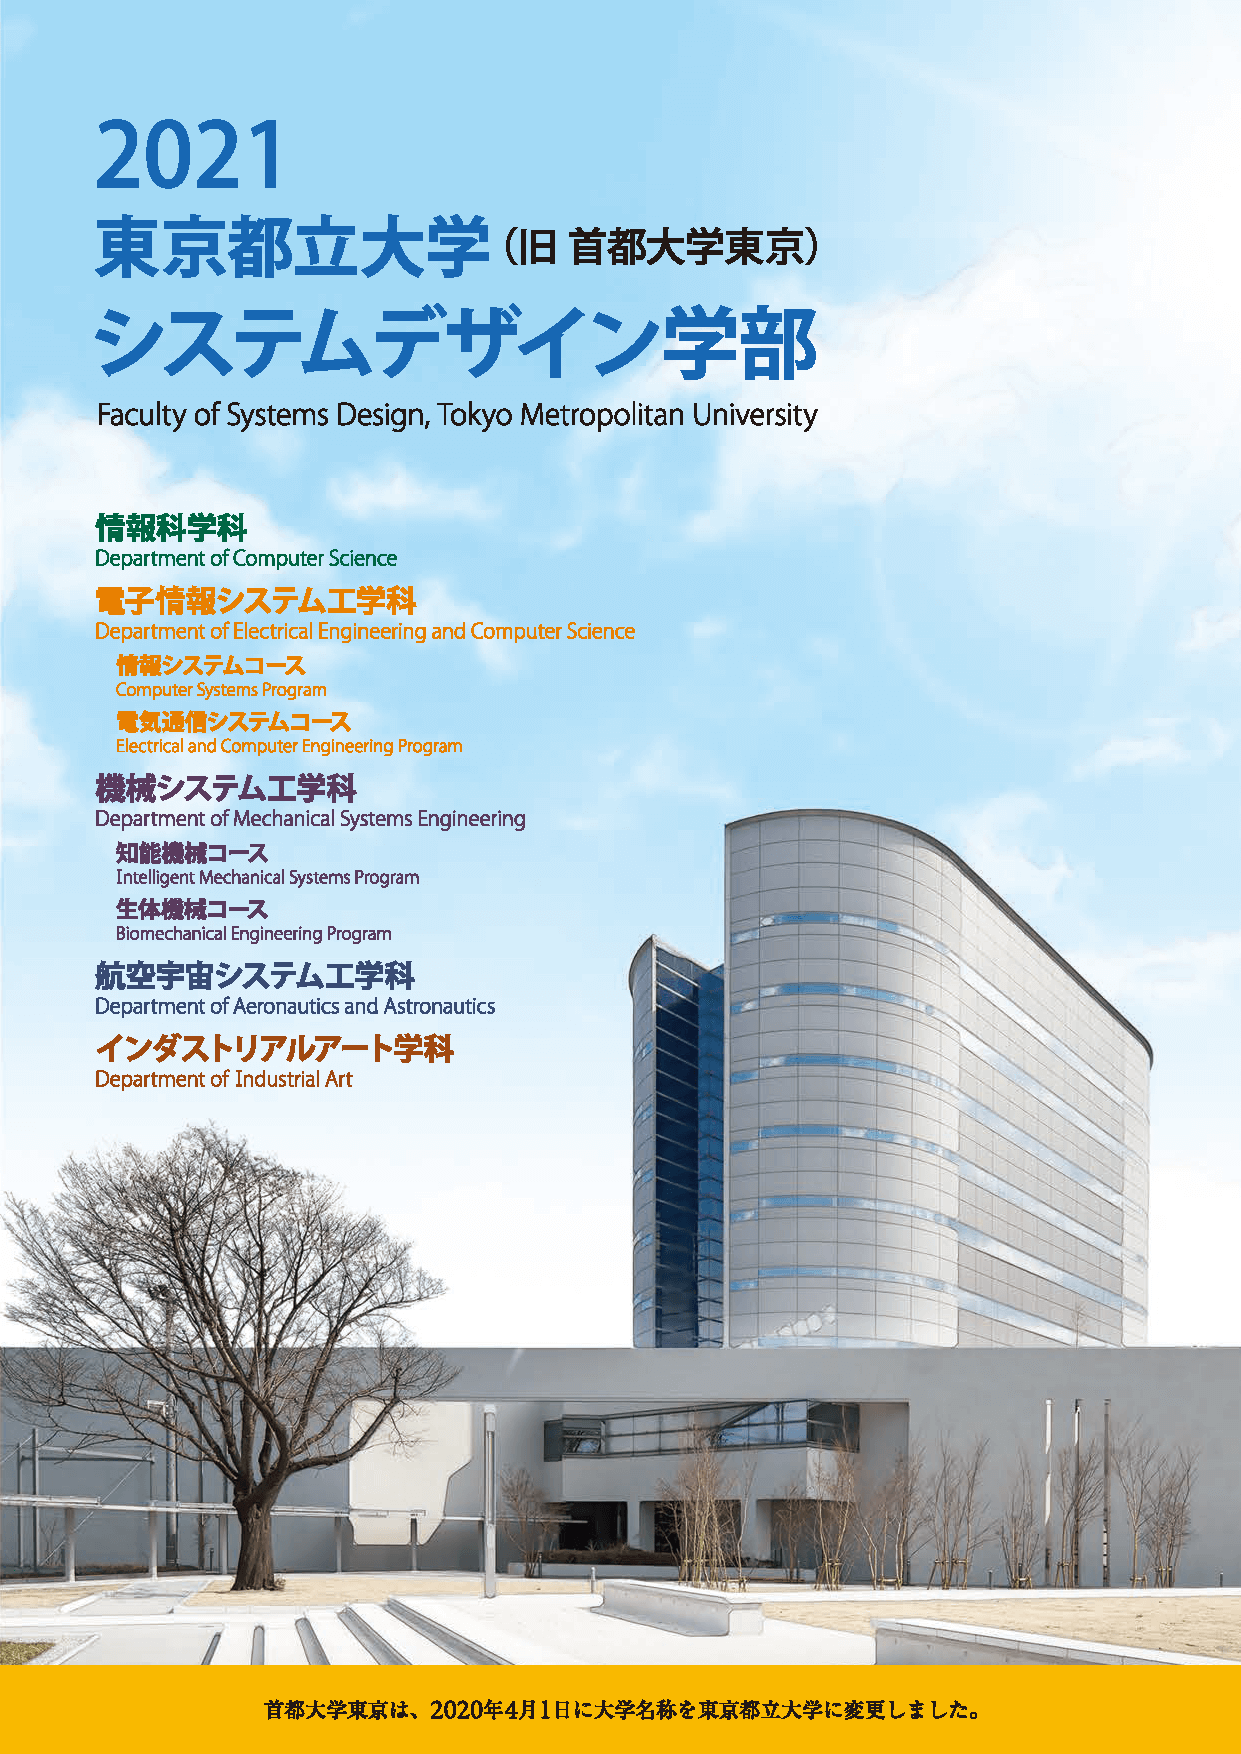 2021
東京都立大学（旧 首都大学東京）
システムデザイン学部
Faculty of Systems Design, Tokyo Metropolitan University
情報科学科
Department of Computer Science
電子情報システム工学科
Department of Electrical Engineering and Computer Science
情報システムコース
Computer Systems Program
電気通信システムコース
Electrical and Computer Engineering Program
機械システム工学科
Department of Mechanical Systems Engineering
知能機械コース
Intelligent Mechanical Systems Program
生体機械コース
Biomechanical Engineering Program
航空宇宙システム工学科
Department of Aeronautics and Astronautics
インダストリアルアート学科
Department of Industrial Art
首都大学東京は、2020年4月1日に大学名称を東京都立大学に変更しました。